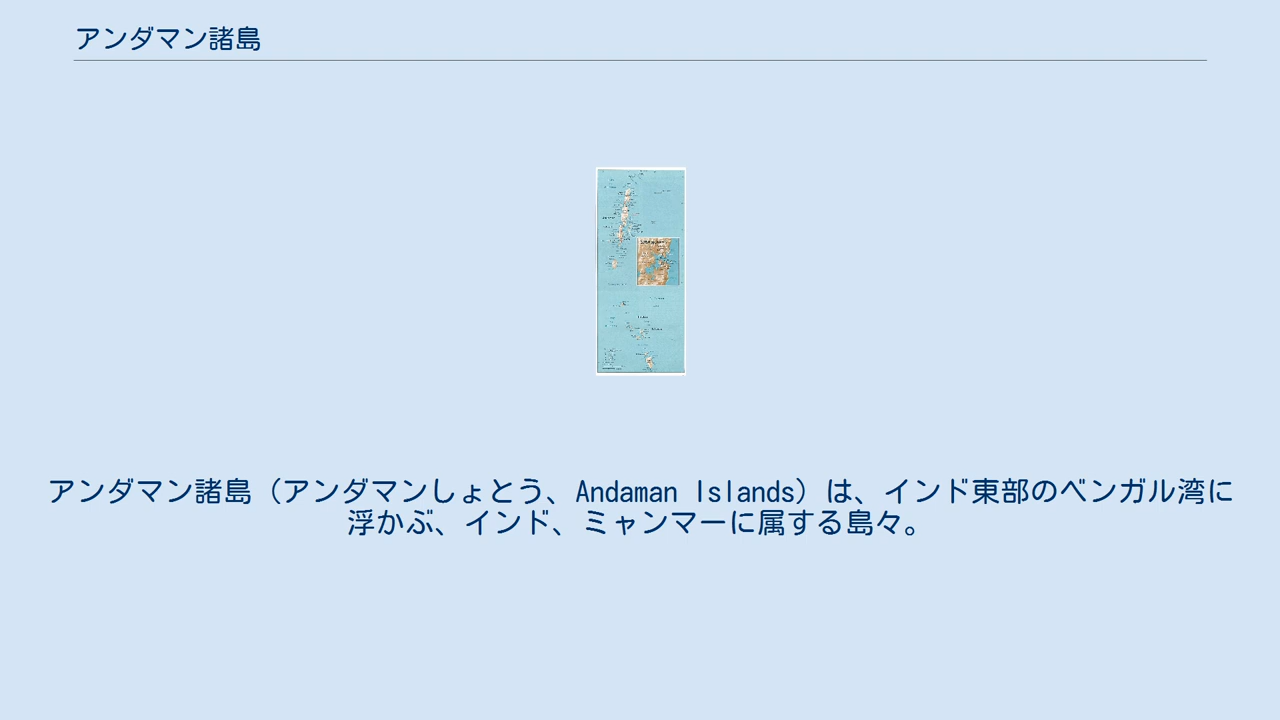 アンダマン諸島
アンダマン諸島（アンダマンしょとう、Andaman Islands）は、インド東部のベンガル湾に
浮かぶ、インド、ミャンマーに属する島々。